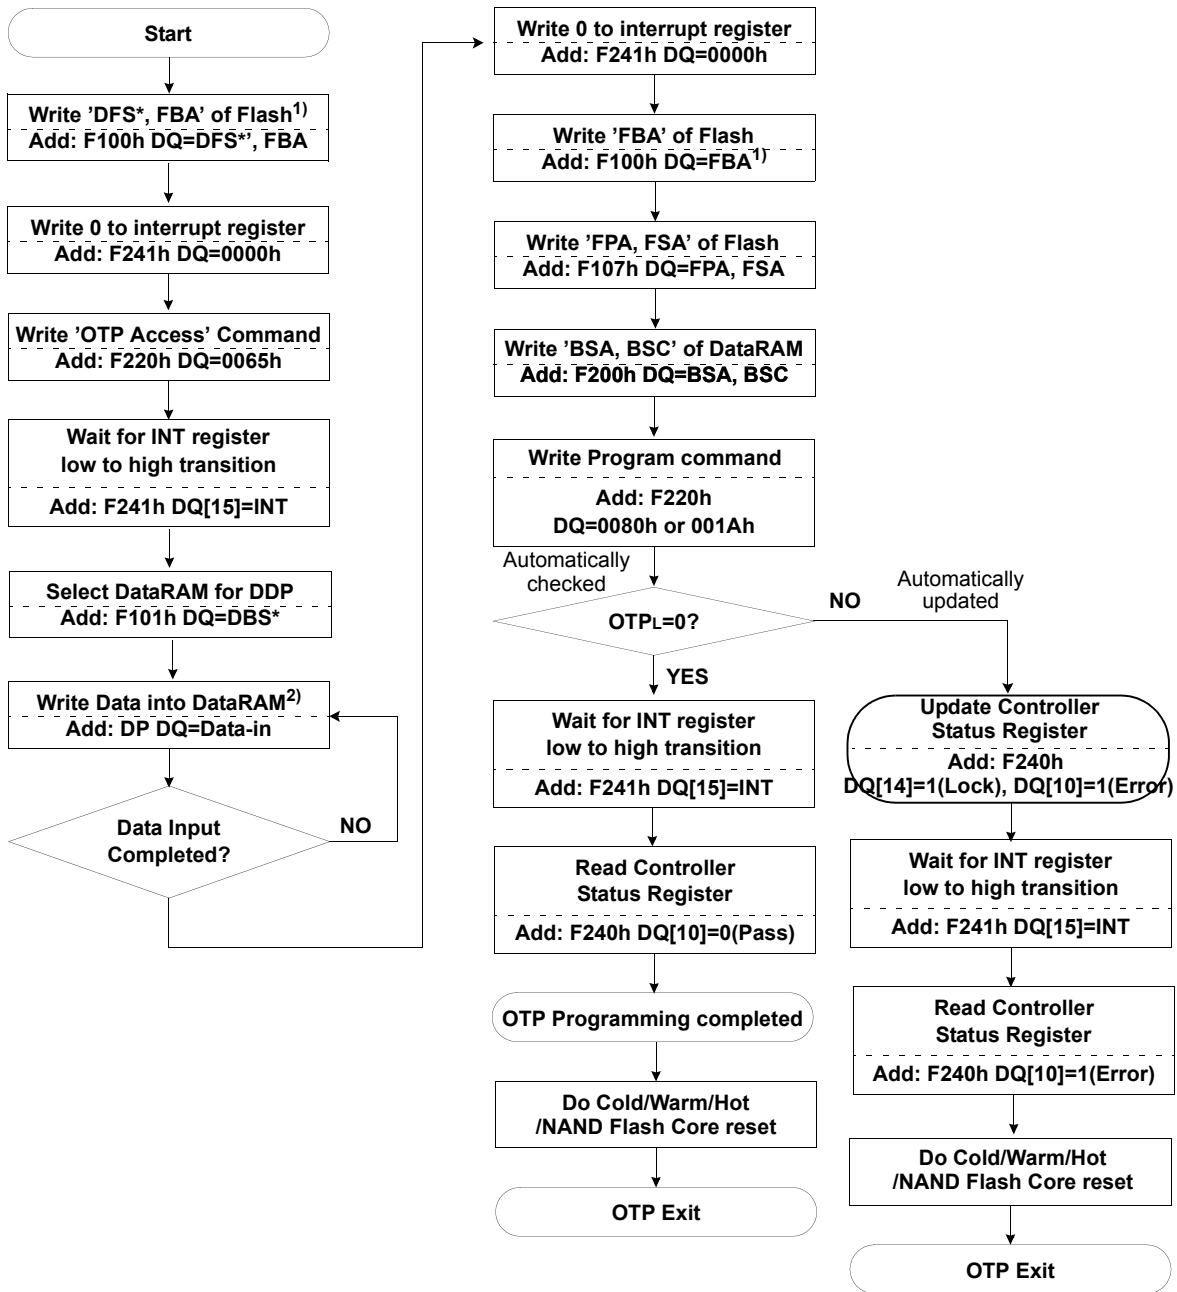 Start
Write ’DFS*, FBA’ of Flash1)
Add: F100h DQ=DFS*’, FBA
Write 0 to interrupt register
Add: F241h DQ=0000h
Write ’OTP Access’ Command
Add: F220h DQ=0065h
Wait for INT register
low to high transition
Add: F241h DQ[15]=INT
Select DataRAM for DDP
Add: F101h DQ=DBS*
Write Data into DataRAM2)
Add: DP DQ=Data-in
Data Input
Completed?
NO
Write 0 to interrupt register
Add: F241h DQ=0000h
Write ’FBA’ of Flash
Add: F100h DQ=FBA1)
Write ’FPA, FSA’ of Flash
Add: F107h DQ=FPA, FSA
Write ’BSA, BSC’ of DataRAM
Add: F200h DQ=BSA, BSC
Write Program command
Add: F220h
DQ=0080h or 001Ah
Automatically
checked
OTPL=0?
YES
NO
Automatically
updated
Wait for INT register
low to high transition
Add: F241h DQ[15]=INT
Read Controller
Status Register
Add: F240h DQ[10]=0(Pass)
OTP Programming completed
Do Cold/Warm/Hot
/NAND Flash Core reset
OTP Exit
Update Controller
Status Register
Add: F240h
DQ[14]=1(Lock), DQ[10]=1(Error)
Wait for INT register
low to high transition
Add: F241h DQ[15]=INT
Read Controller
Status Register
Add: F240h DQ[10]=1(Error)
Do Cold/Warm/Hot
/NAND Flash Core reset
OTP Exit